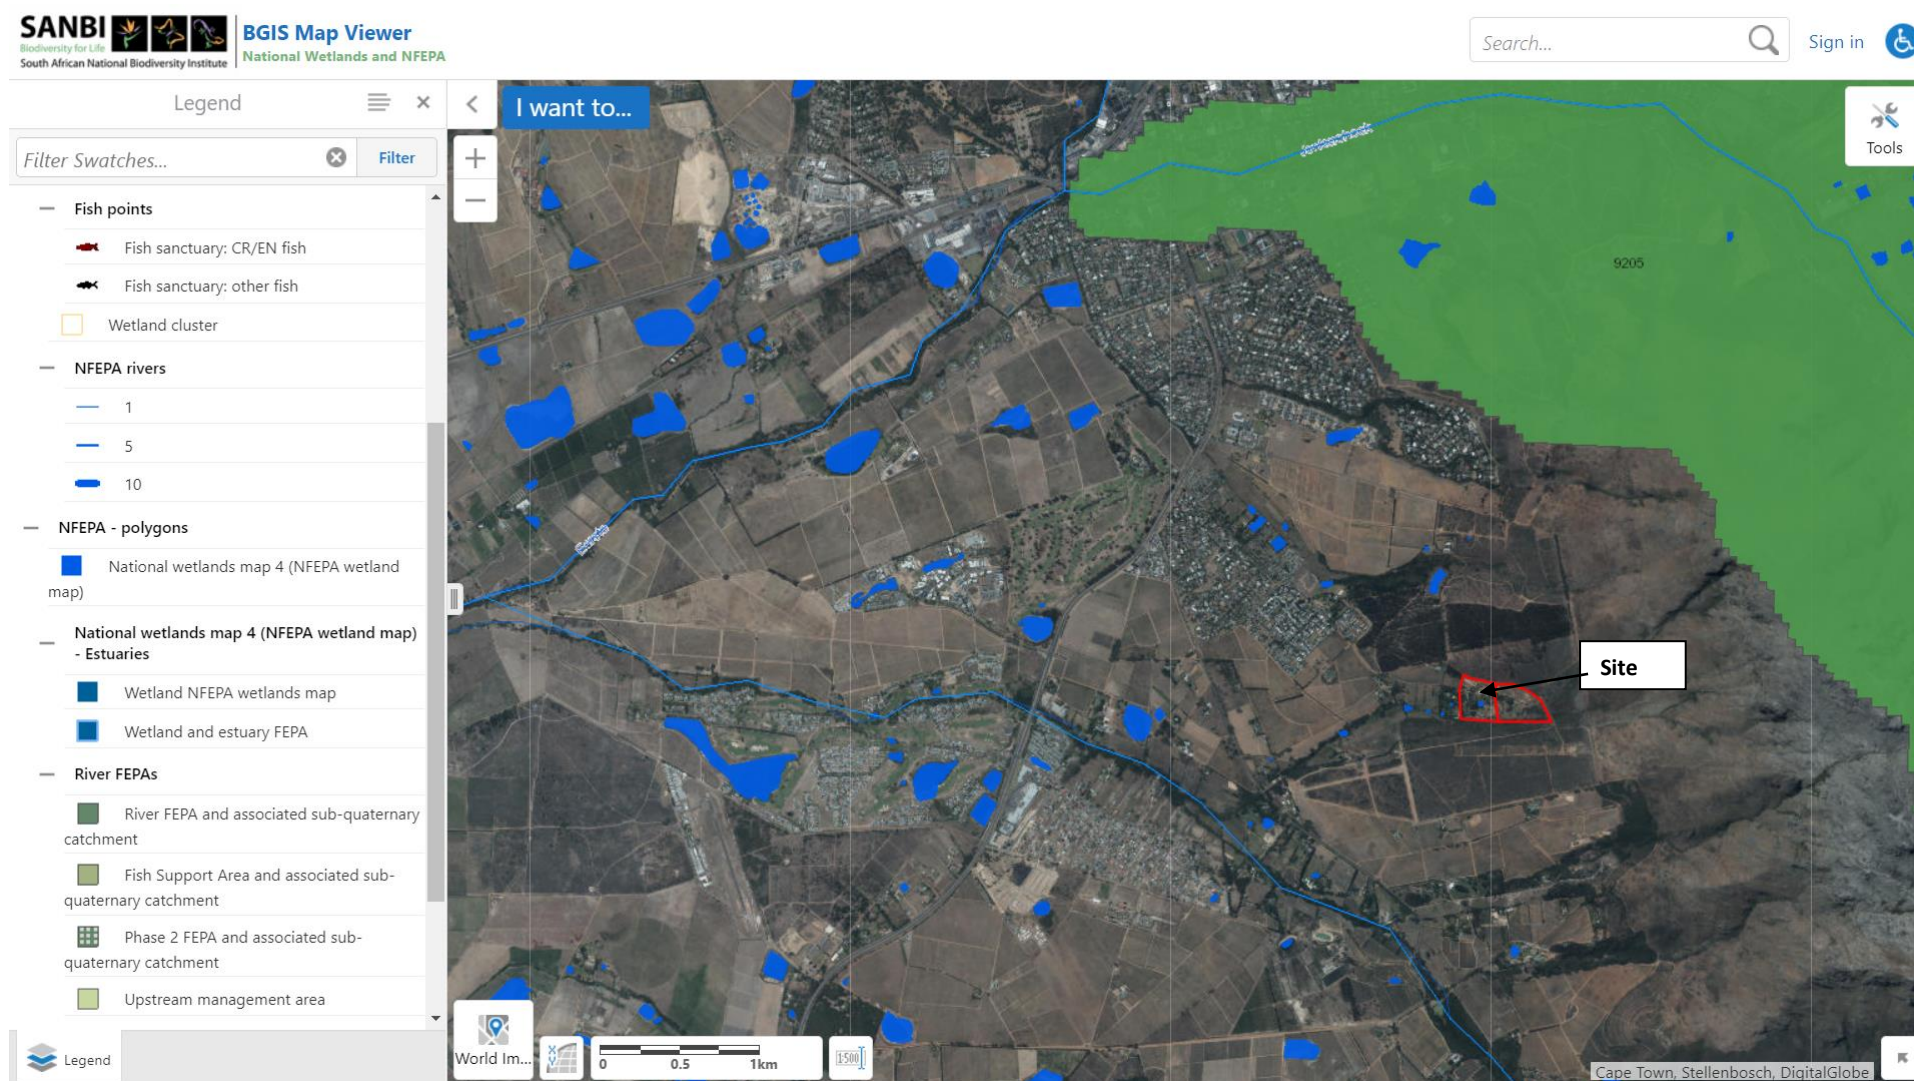 SANBI
Biodiversity for Life
South African National Biodiversity Institute
BGIS Map Viewer
National Wetlands and NFEPA
Search...
Sign in
Legend
I want to...
Filter Swatches...
Filter
Tools
Fish points
Fish sanctuary: CR/EN fish
Fish sanctuary: other fish
Wetland cluster
NFEPA rivers
1
5
10
NFEPA - polygons
National wetlands map 4 (NFEPA wetland
map)
National wetlands map 4 (NFEPA wetland map)
- Estuaries
Wetland NFEPA wetlands map
Wetland and estuary FEPA
River FEPAs
River FEPA and associated sub-quaternary
catchment
Fish Support Area and associated sub-
quaternary catchment
Phase 2 FEPA and associated sub-
quaternary catchment
Upstream management area
Legend
9205
Site
World Im...
X,Y
0 0.5 1km
1:500
Cape Town, Stellenbosch, DigitalGlobe